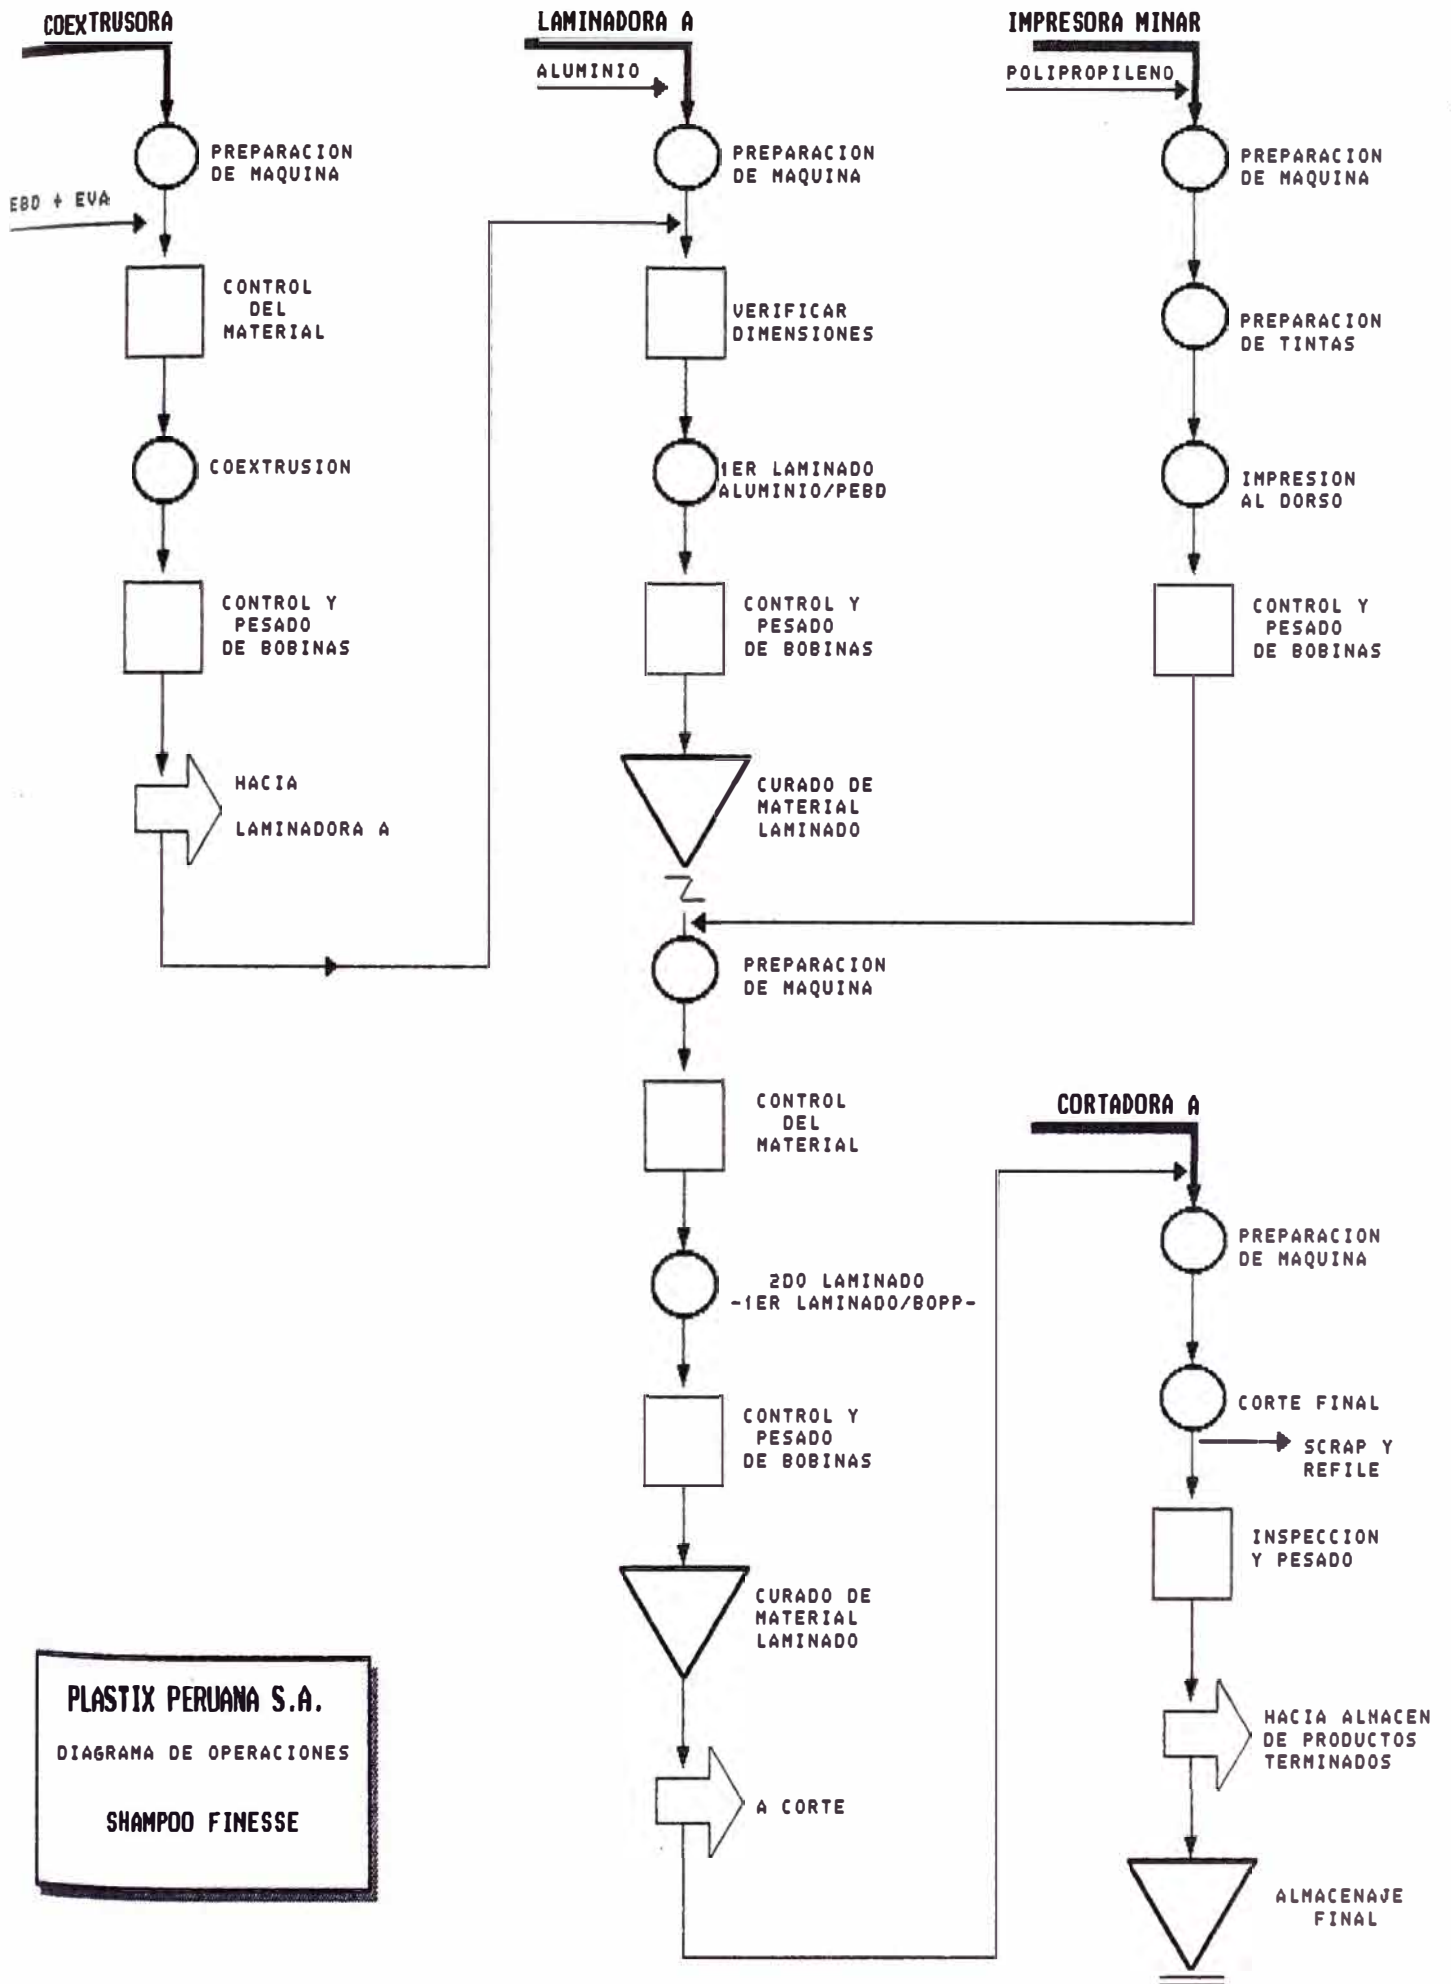 COEXTRUSORA
EBD + EVA
PREPARACION
DE MAQUINA
CONTROL
DEL
MATERIAL
COEXTRUSION
CONTROL Y
PESADO
DE BOBINAS
HACIA
LAMINADORA A
LAMINADORA A
ALUMINIO
PREPARACION
DE MAQUINA
VERIFICAR
DIMENSIONES
1ER LAMINADO
ALUMINIO/PEBD
CONTROL Y
PESADO
DE BOBINAS
CURADO DE
MATERIAL
LAMINADO
PREPARACION
DE MAQUINA
CONTROL
DEL
MATERIAL
2DO LAMINADO
-1ER LAMINADO/BOPP-
CONTROL Y
PESADO
DE BOBINAS
CURADO DE
MATERIAL
LAMINADO
A CORTE
IMPRESORA MINAR
POLIPROPILENO
PREPARACION
DE MAQUINA
PREPARACION
DE TINTAS
IMPRESION
AL DORSO
CONTROL Y
PESADO
DE BOBINAS
CORTADORA A
PREPARACION
DE MAQUINA
CORTE FINAL
SCRAP Y
REFILE
INSPECCION
Y PESADO
HACIA ALMACEN
DE PRODUCTOS
TERMINADOS
ALMACENAJE
FINAL
PLASTIX PERUANA S.A.
DIAGRAMA DE OPERACIONES
SHAMPOO FINESSE